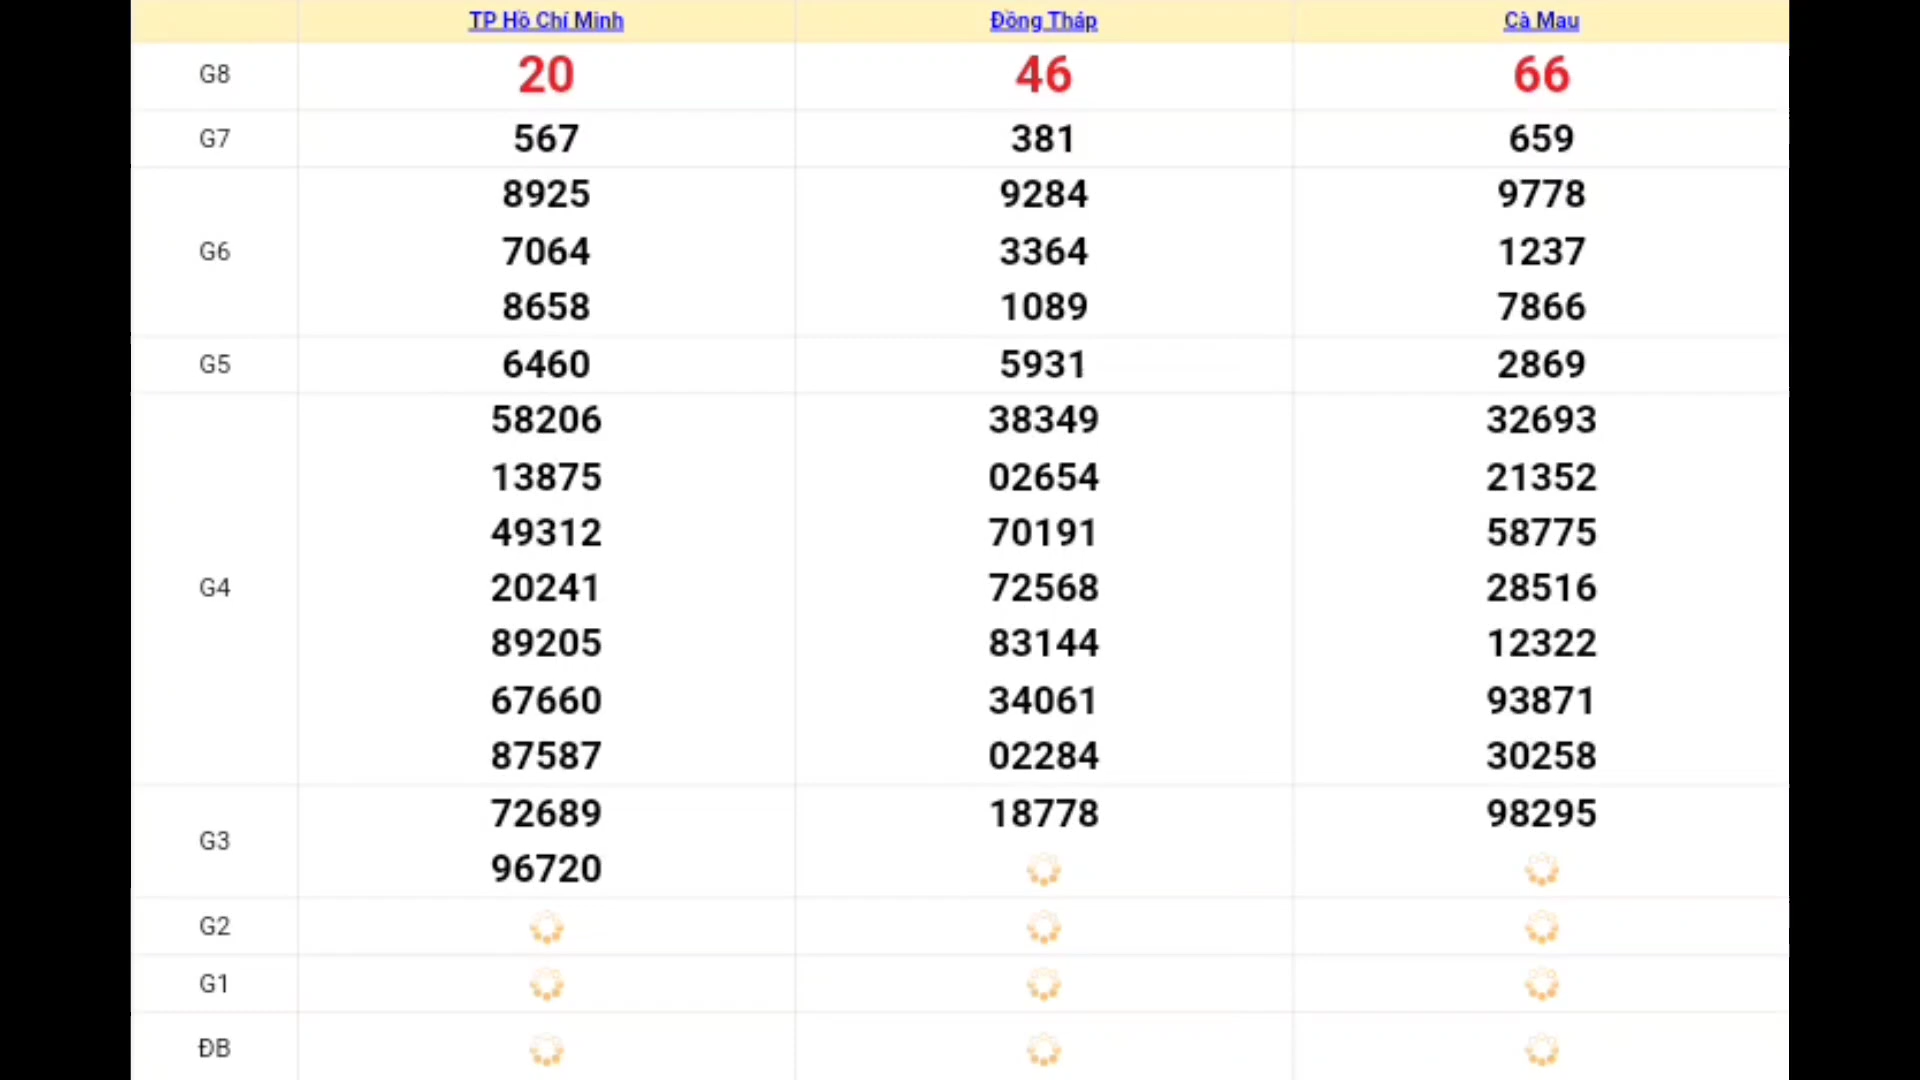 TP Hồ Chí Minh Đồng Tháp Cà Mau
G8 20 46 66
G7 567 381 659
8925 9284 9778
G6 7064 3364 1237
8658 1089 7866
G5 6460 5931 2869
58206 38349 32693
13875 02654 21352
49312 70191 58775
G4 20241 72568 28516
89205 83144 12322
67660 34061 93871
87587 02284 30258
72689 18778 98295
G3
96720
G2
G1
ĐB